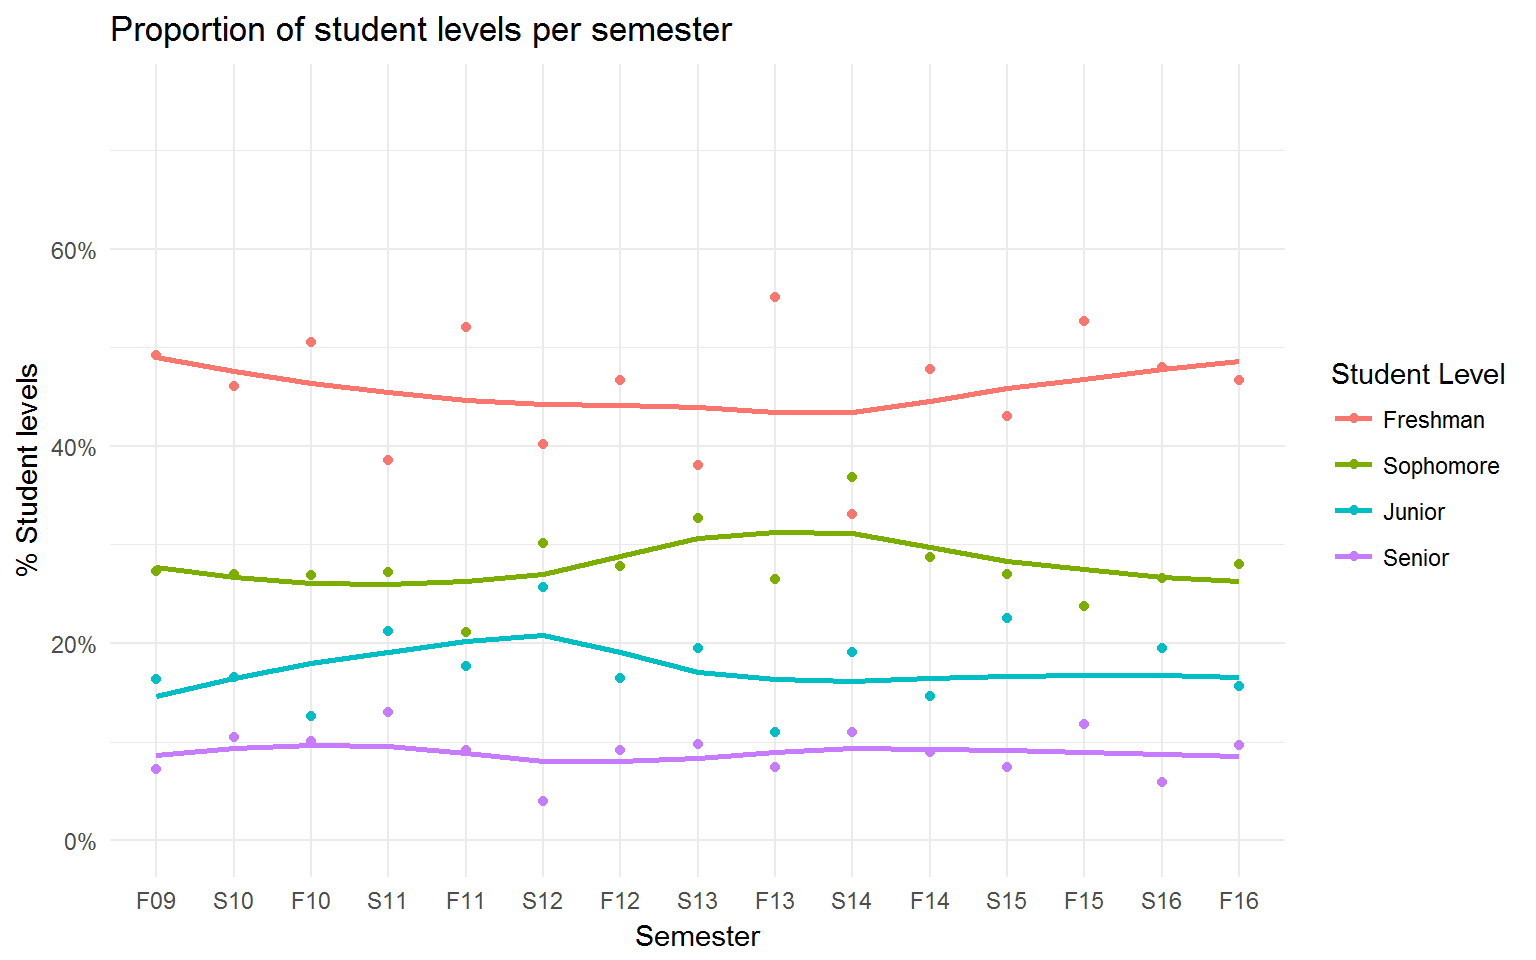 Proportion of student levels per semester
% Student levels
60%
40%
20%
0%
F09 S10 F10 S11 F11 S12 F12 S13 F13 S14 F14 S15 F15 S16 F16
Semester
Student Level
Freshman
Sophomore
Junior
Senior